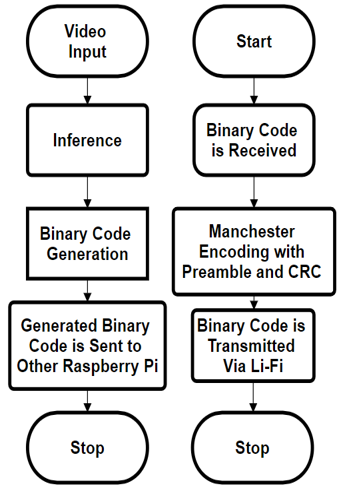 Video
Input
Inference
Binary Code
Generation
Generated Binary
Code is Sent to
Other Raspberry Pi
Stop
Start
Binary Code
is Received
Manchester
Encoding with
Preamble and CRC
Binary Code is
Transmitted
Via Li-Fi
Stop